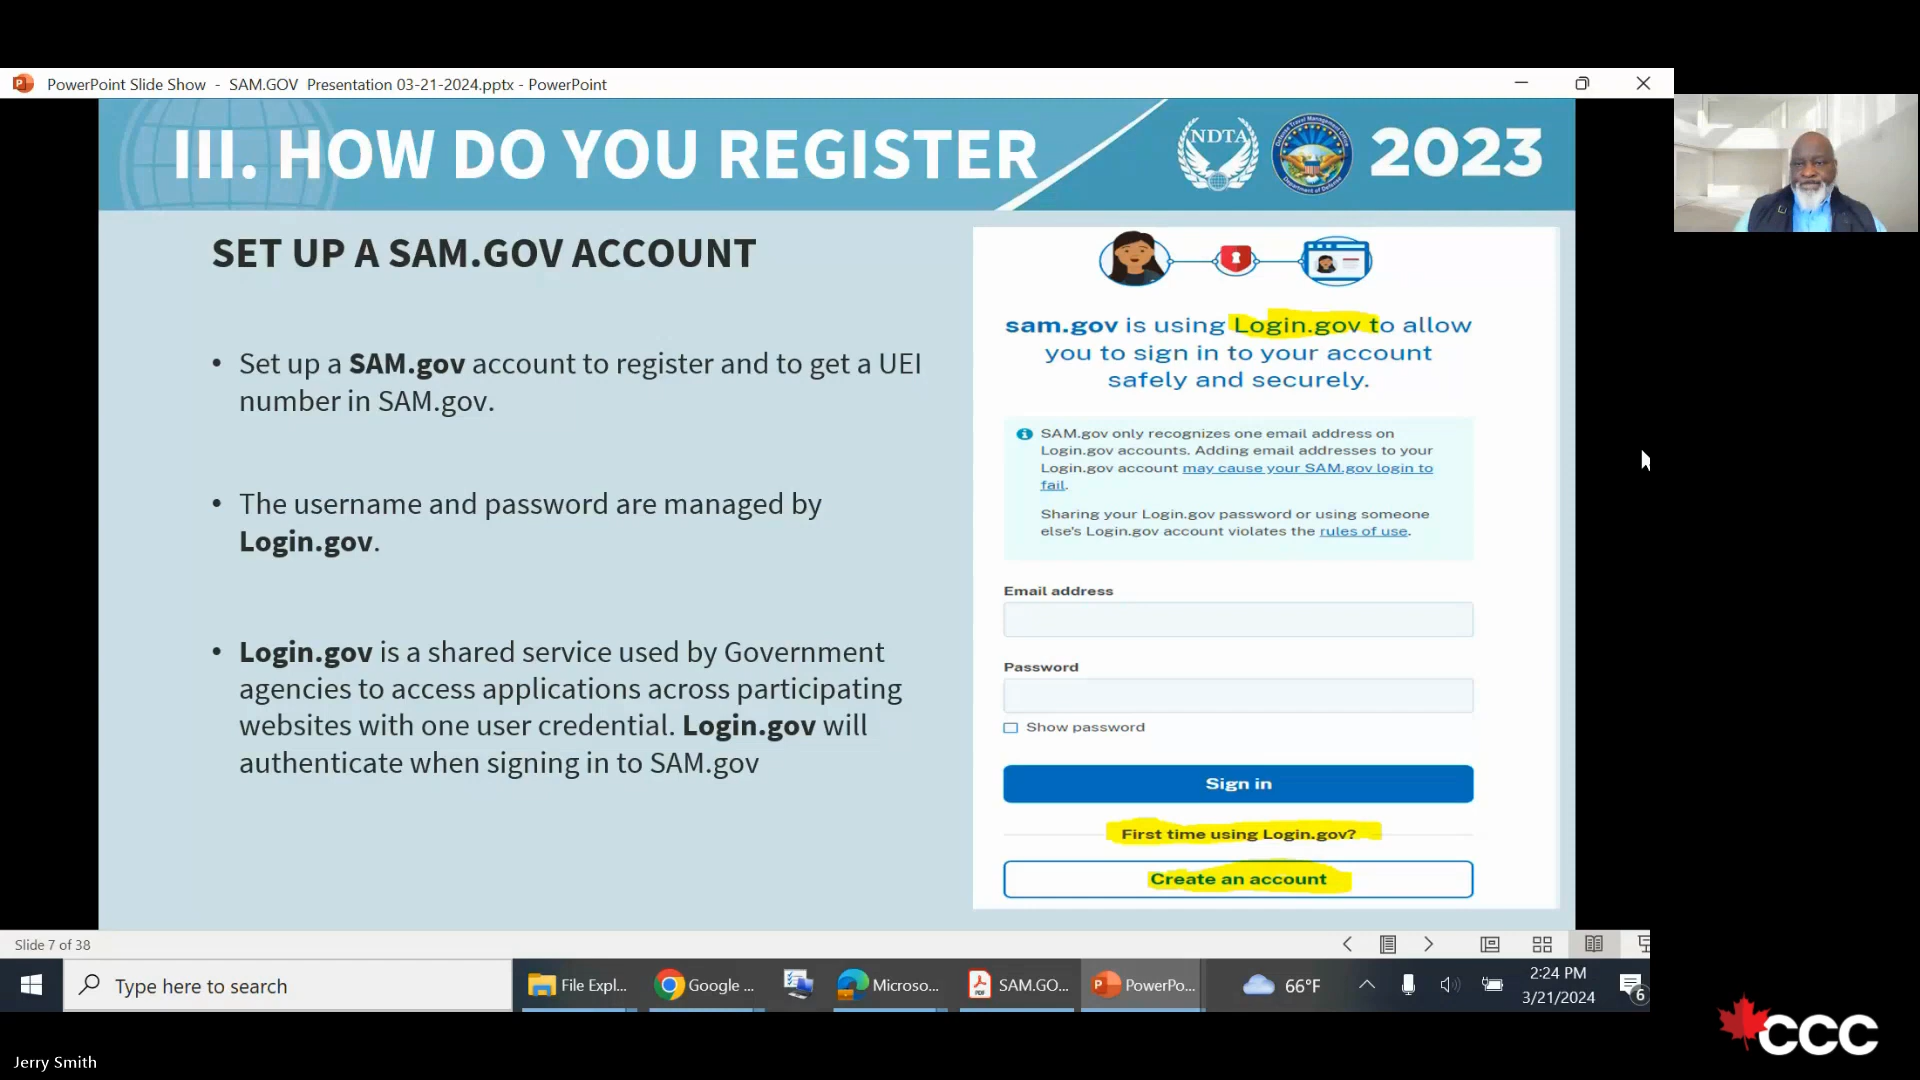 PowerPoint Slide Show - SAM.GOV Presentation 03-21-2024.pptx - PowerPoint
III. HOW DO YOU REGISTER
NDTA
2023
SET UP A SAM.GOV ACCOUNT
• Set up a SAM.gov account to register and to get a UEI
number in SAM.gov.
• The username and password are managed by
Login.gov.
• Login.gov is a shared service used by Government
agencies to access applications across participating
websites with one user credential. Login.gov will
authenticate when signing in to SAM.gov
sam.gov is using Login.gov to allow
you to sign in to your account
safely and securely.
SAM.gov only recognizes one email address on
Login.gov accounts. Adding email addresses to your
Login.gov account may cause your SAM.gov login to
fail.
Sharing your Login.gov password or using someone
else's Login.gov account violates the rules of use.
Email address
Password
Show password
Sign in
First time using Login.gov?
Create an account
Slide 7 of 38
Type here to search
File Expl...
Google ...
Microso...
SAM.GO...
PowerPo...
66°F
2:24 PM
3/21/2024
6
CCC
Jerry Smith